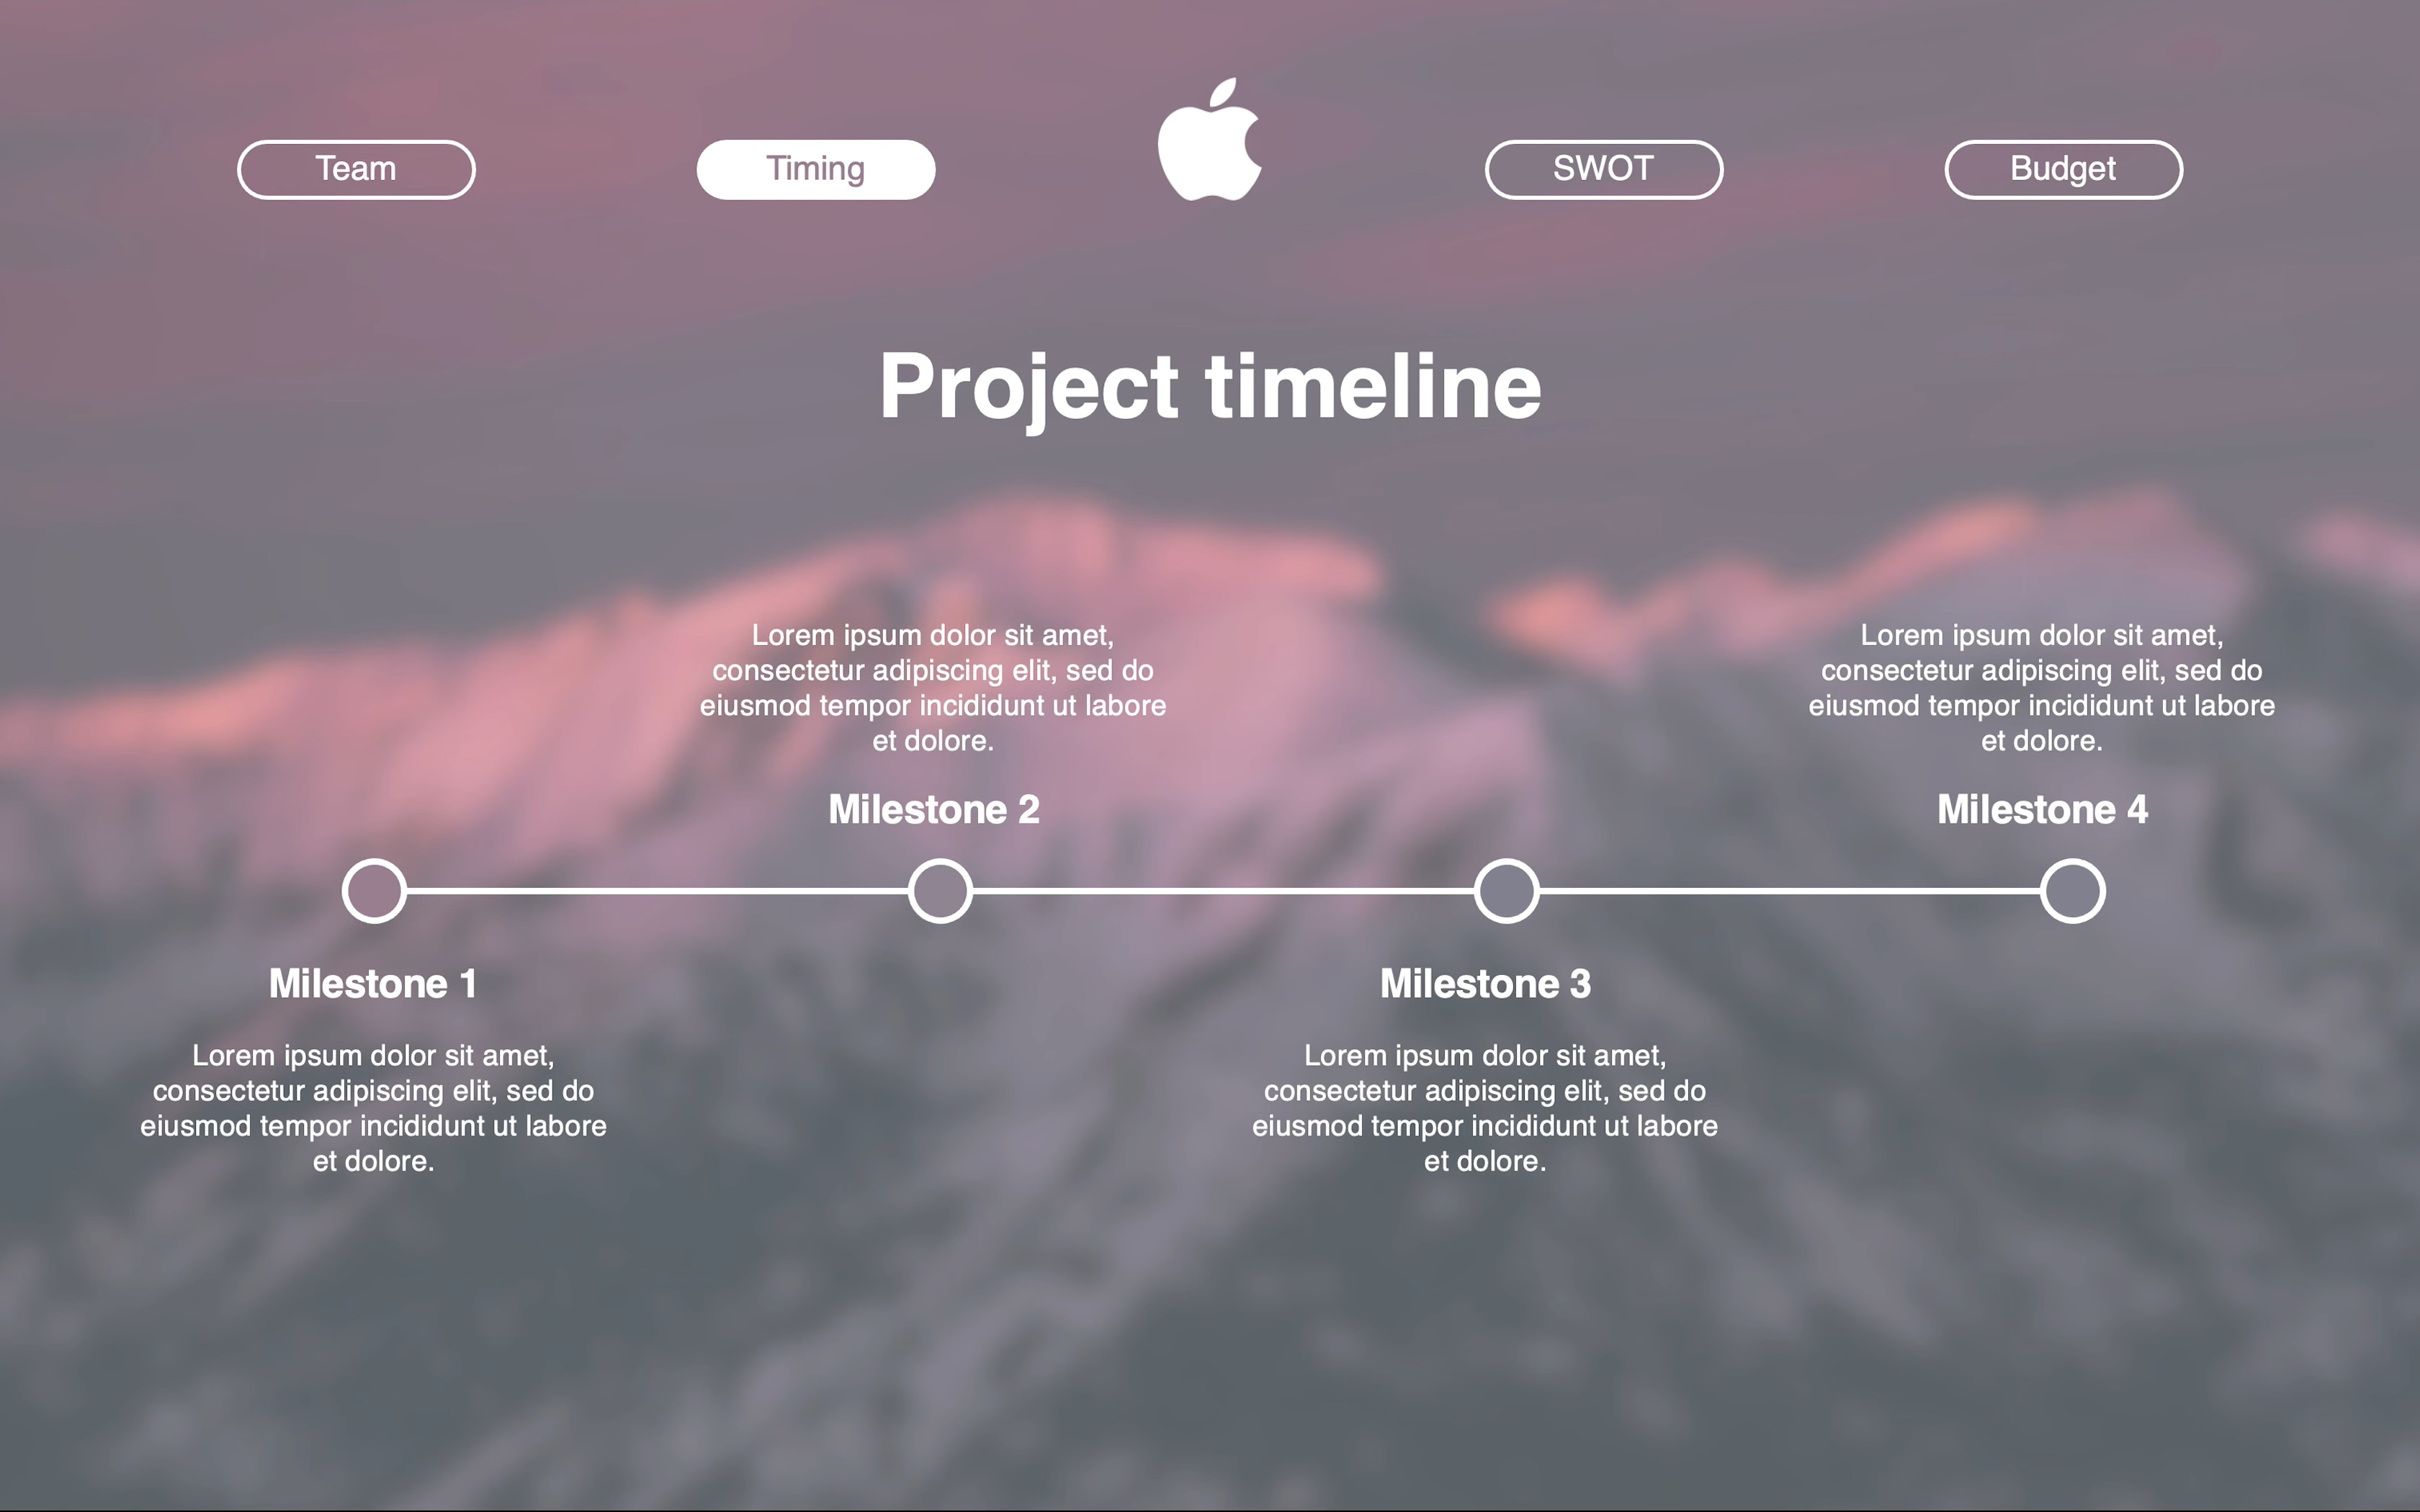 Team
Timing
SWOT
Budget
Project timeline
Lorem ipsum dolor sit amet,
consectetur adipiscing elit, sed do
eiusmod tempor incididunt ut labore
et dolore.
Milestone 2
Lorem ipsum dolor sit amet,
consectetur adipiscing elit, sed do
eiusmod tempor incididunt ut labore
et dolore.
Milestone 4
Milestone 1
Lorem ipsum dolor sit amet,
consectetur adipiscing elit, sed do
eiusmod tempor incididunt ut labore
et dolore.
Milestone 3
Lorem ipsum dolor sit amet,
consectetur adipiscing elit, sed do
eiusmod tempor incididunt ut labore
et dolore.